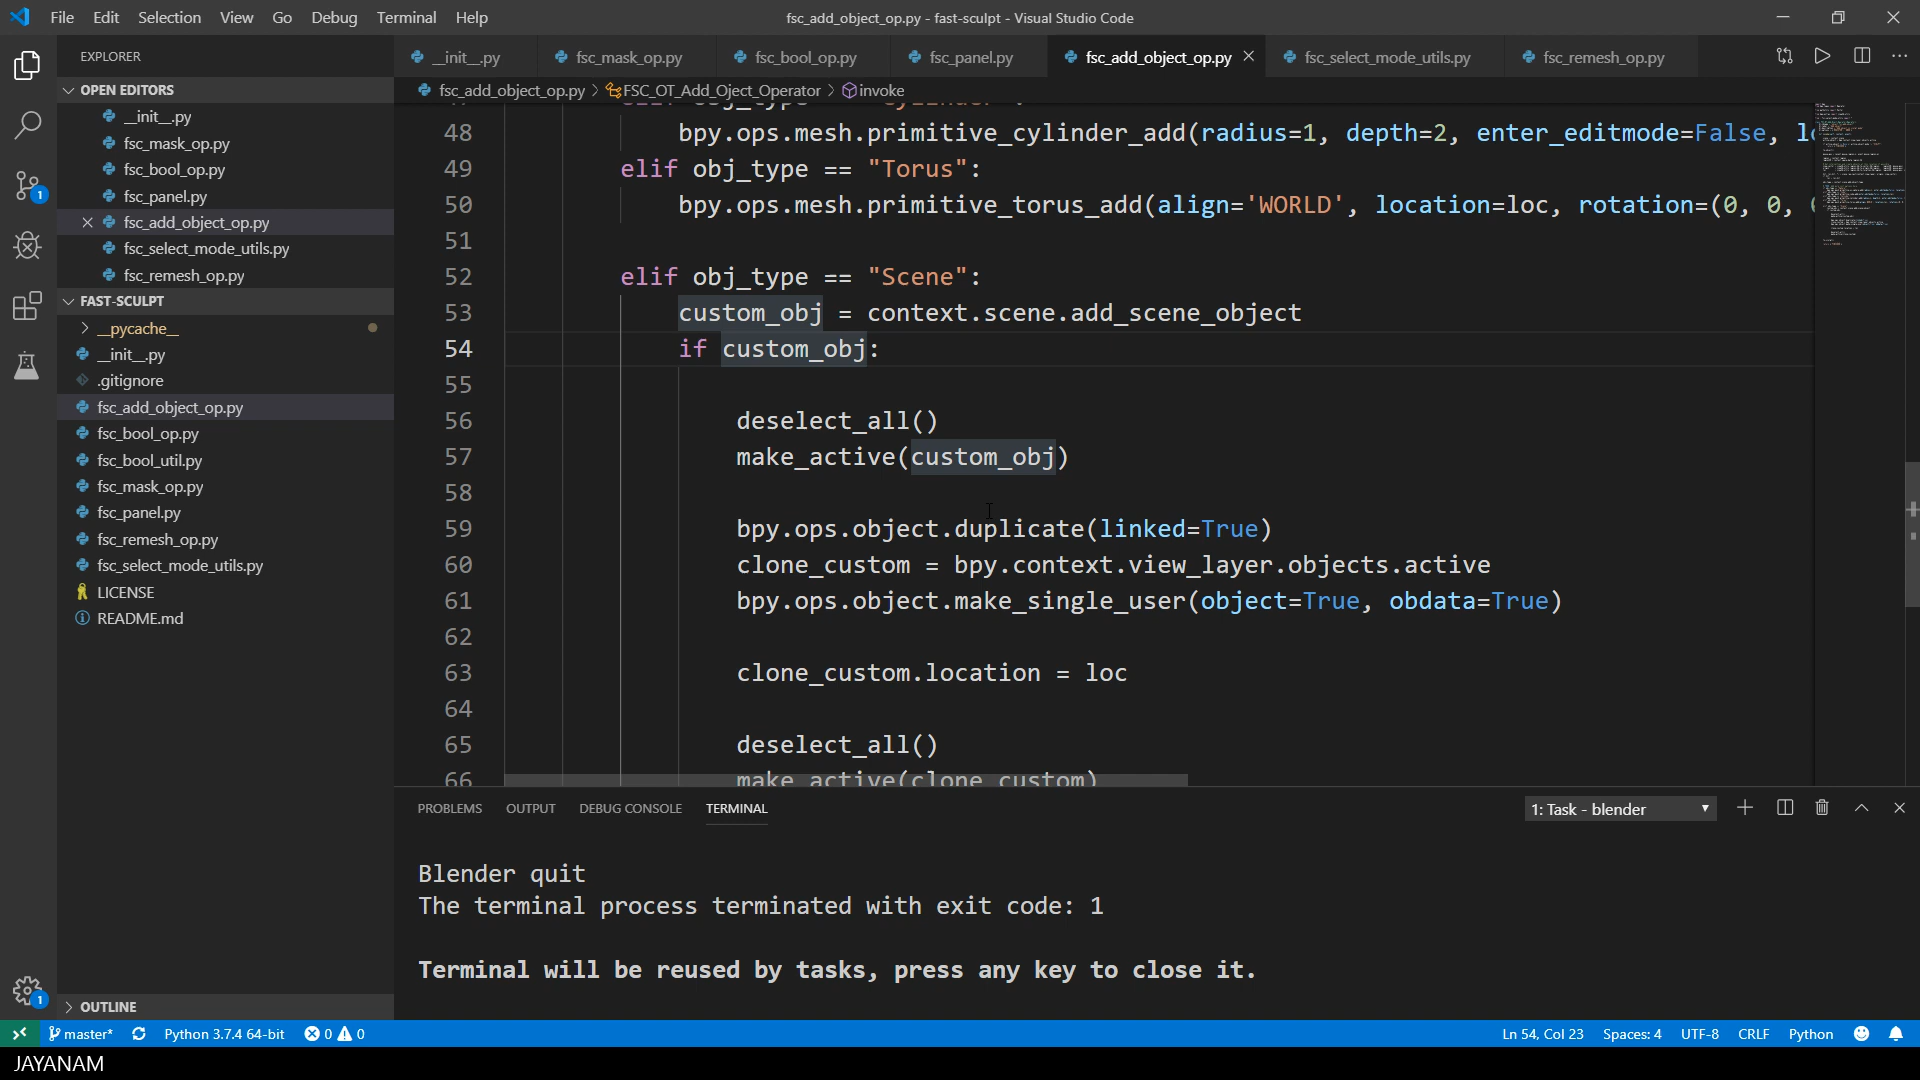 File Edit Selection View Go Debug Terminal Help
fsc_add_object_op.py - fast-sculpt - Visual Studio Code
EXPLORER
__init__.py fsc_mask_op.py fsc_bool_op.py fsc_panel.py fsc_add_object_op.py fsc_select_mode_utils.py fsc_remesh_op.py
OPEN EDITORS
__init__.py
fsc_mask_op.py
fsc_bool_op.py
fsc_panel.py
fsc_add_object_op.py
fsc_select_mode_utils.py
fsc_remesh_op.py
FAST-SCULPT
__pycache__
__init__.py
.gitignore
fsc_add_object_op.py
fsc_bool_op.py
fsc_bool_util.py
fsc_mask_op.py
fsc_panel.py
fsc_remesh_op.py
fsc_select_mode_utils.py
LICENSE
README.md
OUTLINE
fsc_add_object_op.py > FSC_OT_Add_Oject_Operator > invoke
48 bpy.ops.mesh.primitive_cylinder_add(radius=1, depth=2, enter_editmode=False, lo
49 elif obj_type == "Torus":
50 bpy.ops.mesh.primitive_torus_add(align='WORLD', location=loc, rotation=(0, 0,
51
52 elif obj_type == "Scene":
53 custom_obj = context.scene.add_scene_object
54 if custom_obj:
55
56 deselect_all()
57 make_active(custom_obj)
58
59 bpy.ops.object.duplicate(linked=True)
60 clone_custom = bpy.context.view_layer.objects.active
61 bpy.ops.object.make_single_user(object=True, obdata=True)
62
63 clone_custom.location = loc
64
65 deselect_all()
66 make_active(clone_custom)
PROBLEMS OUTPUT DEBUG CONSOLE TERMINAL
1: Task - blender
Blender quit
The terminal process terminated with exit code: 1
Terminal will be reused by tasks, press any key to close it.
1
1
master* Python 3.7.4 64-bit 0 0
Ln 54, Col 23 Spaces: 4 UTF-8 CRLF Python
JAYANAM